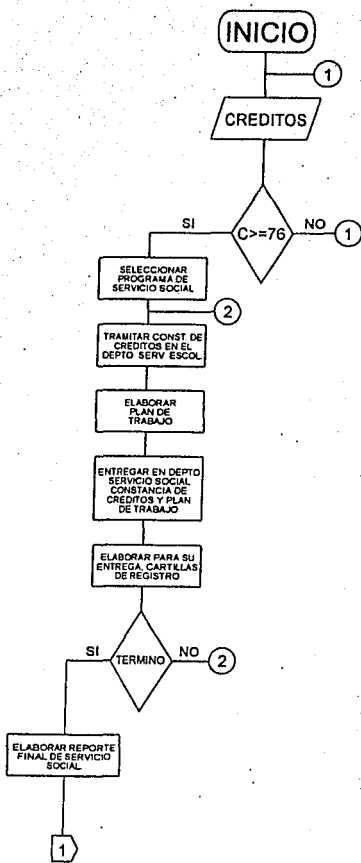 INICIO
1
CREDITOS
SI
C>=76
NO
1
SELECCIONAR
PROGRAMA DE
SERVICIO SOCIAL
2
TRAMITAR CONST DE
CREDITOS EN EL
DEPTO SERV ESCOL
ELABORAR
PLAN DE
TRABAJO
ENTREGAR EN DEPTO
SERVICIO SOCIAL
CONSTANCIA DE
CREDITOS Y PLAN
DE TRABAJO
ELABORAR PARA SU
ENTREGA, CARTILLAS
DE REGISTRO
SI
TERMINO
NO
2
ELABORAR REPORTE
FINAL DE SERVICIO
SOCIAL
1